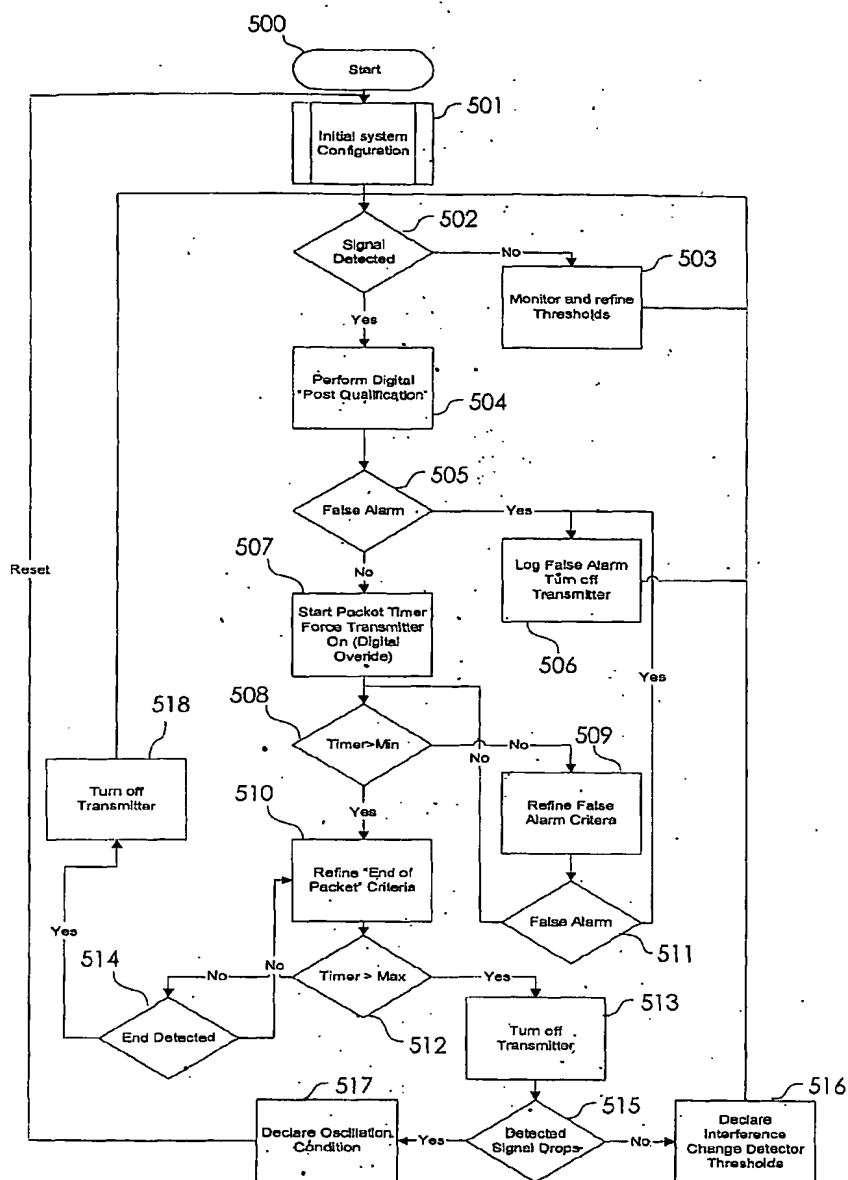 500
Start
501
Initial system
Configuration
502
Signal
Detected
No
503
Monitor and refine
Thresholds
Yes
Perform Digital
"Post Qualification"
504
505
False Alarm
Yes
507
No
Log False Alarm
Turn off
Transmitter
506
Reset
Start Packet Timer
Force Transmitter
On (Digital
Overide)
Yes
508
518
Timer>Min
No
No
509
Turn off
Transmitter
510
Yes
Refine False
Alarm Critera
Refine "End of
Packet" Criteria
False Alarm
511
Yes
514
No
No
Timer > Max
Yes
513
End Detected
512
Turn off
Transmitter
517
515
516
Declare Oscillation
Condition
Yes
Detected
Signal Drops
No
Declare
Interference
Change Detector
Thresholds